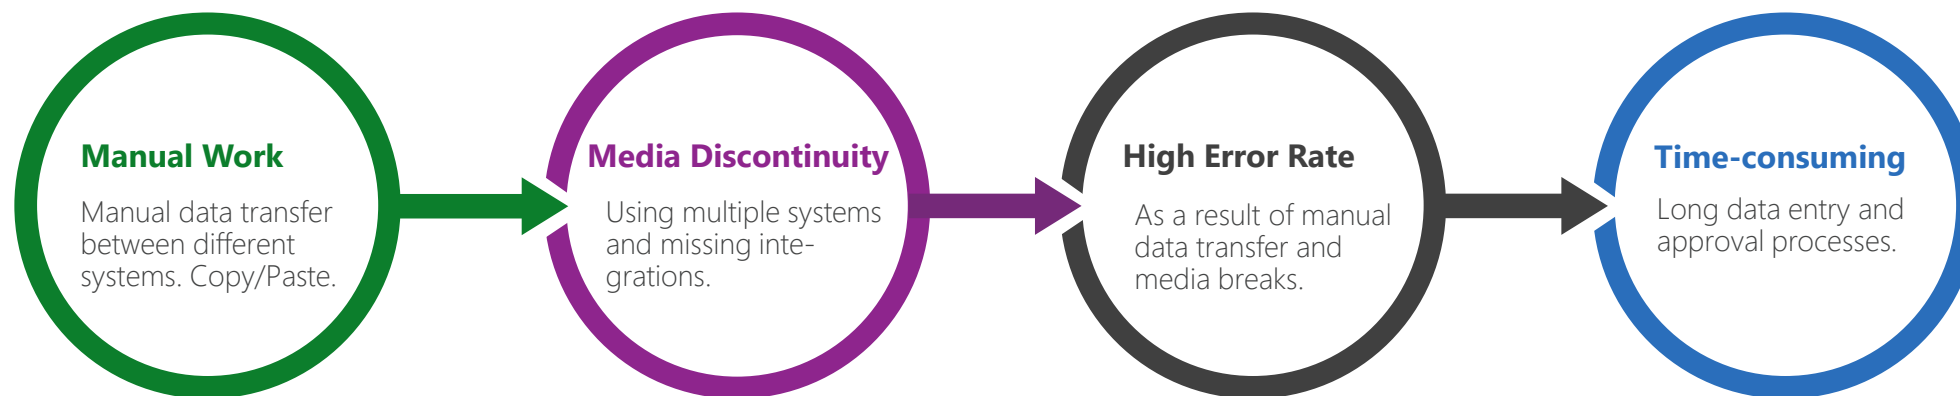 Manual Work
Manual data transfer
between different
systems. Copy/Paste.
Media Discontinuity
Using multiple systems
and missing inte-
grations.
High Error Rate
As a result of manual
data transfer and
media breaks.
Time-consuming
Long data entry and
approval processes.